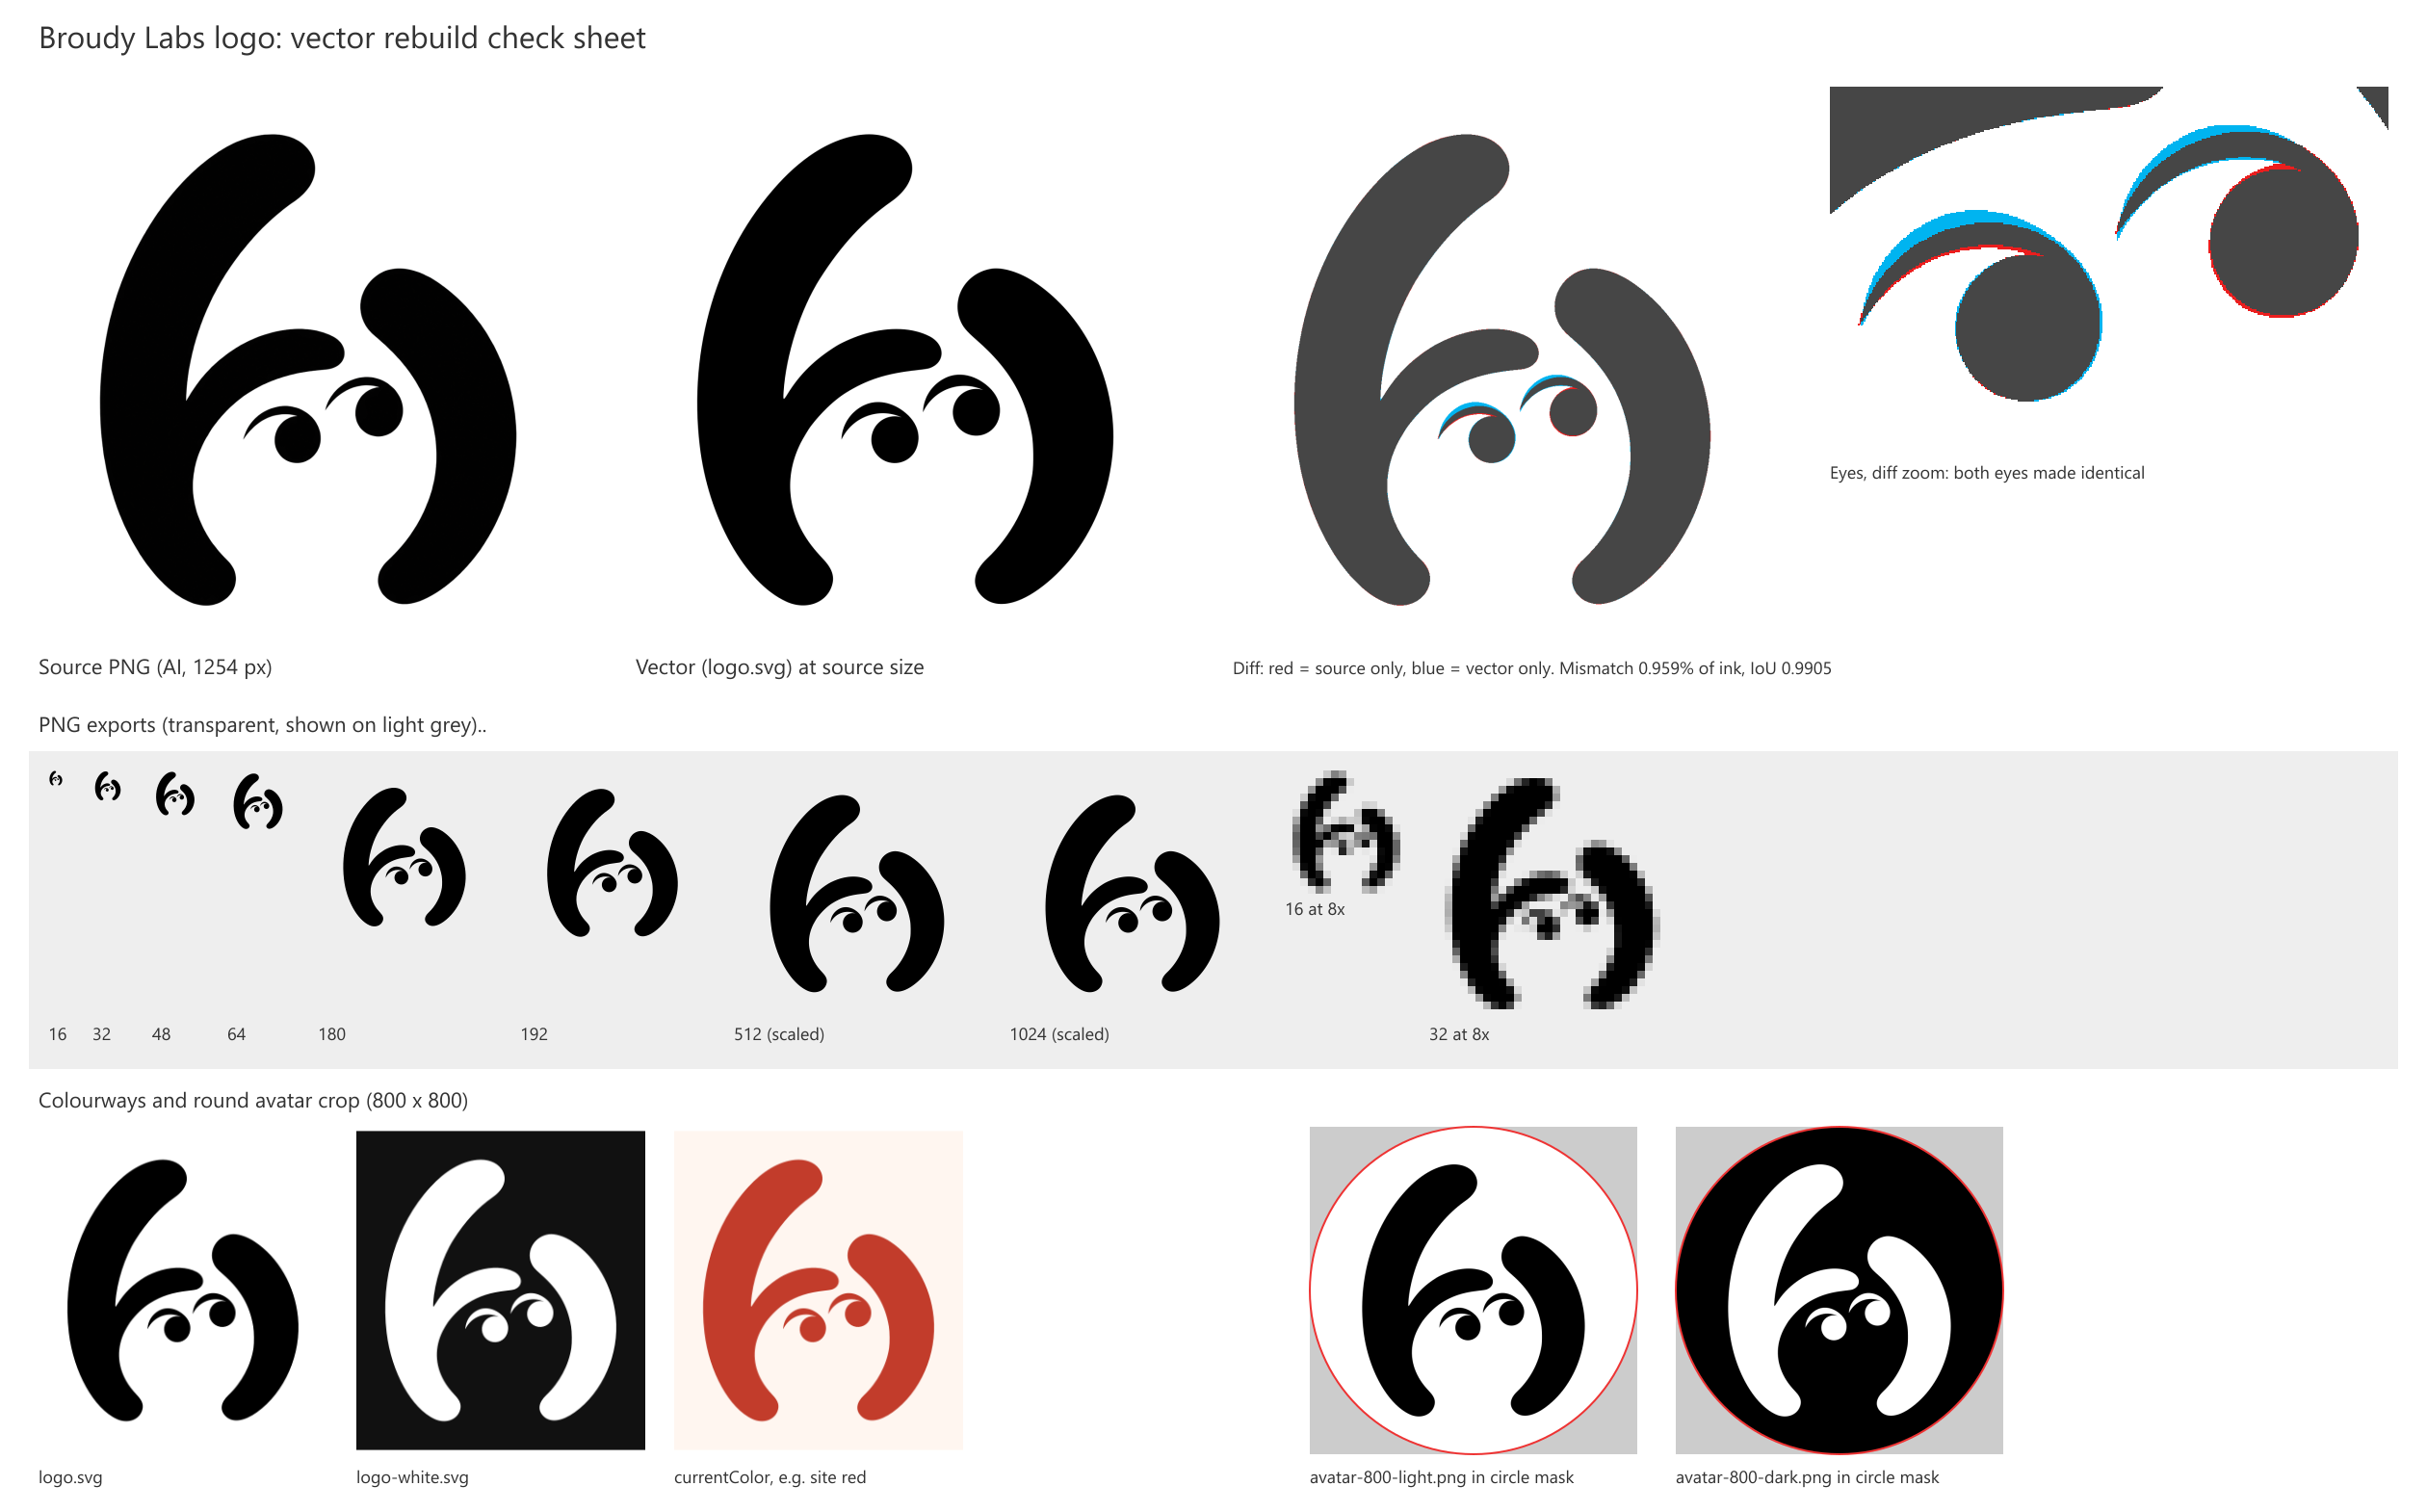 Broudy Labs logo: vector rebuild check sheet
Eyes, diff zoom: both eyes made identical
Source PNG (AI, 1254 px)
Vector (logo.svg) at source size
Diff: red = source only, blue = vector only. Mismatch 0.959% of ink, IoU 0.9905
PNG exports (transparent, shown on light grey)..
16 at 8x
16
32
48
64
180
192
512 (scaled)
1024 (scaled)
32 at 8x
Colourways and round avatar crop (800 x 800)
logo.svg
logo-white.svg
currentColor, e.g. site red
avatar-800-light.png in circle mask
avatar-800-dark.png in circle mask